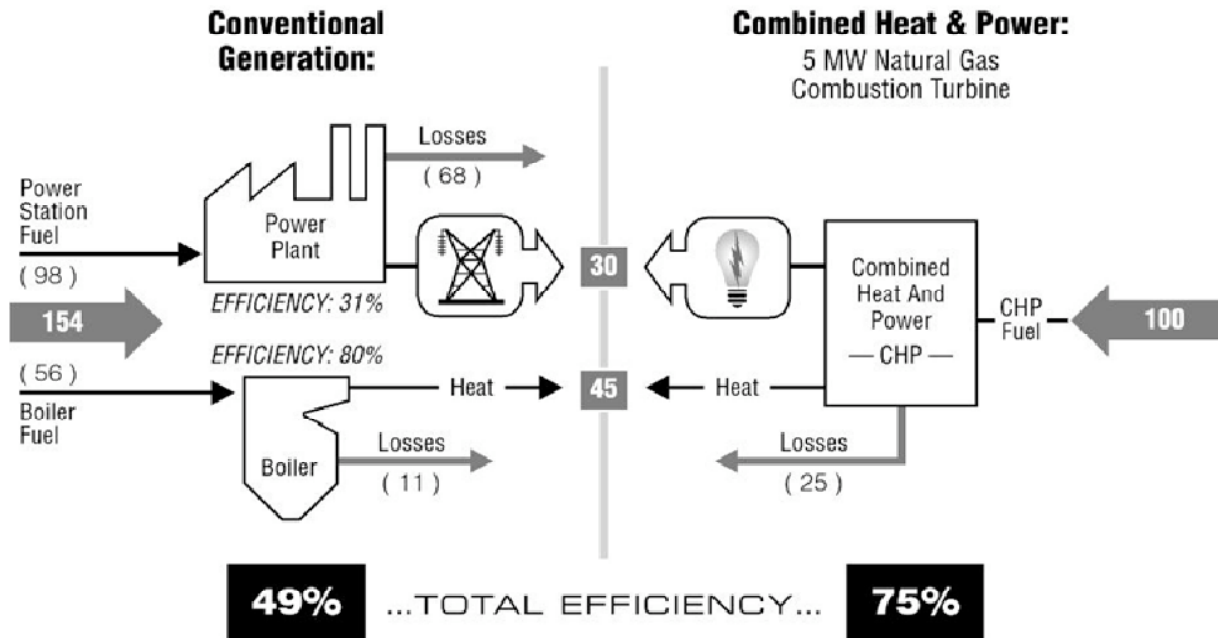 Conventional
Generation:
Combined Heat & Power:
5 MW Natural Gas
Combustion Turbine
Losses
( 68 )
Power
Station
Fuel
( 98 )
Power
Plant
EFFICIENCY: 31%
154
30
Combined
Heat And
Power
— CHP —
CHP
Fuel
100
EFFICIENCY: 80%
( 56 )
Boiler
Fuel
Heat
45
Heat
Boiler
Losses
( 11 )
Losses
( 25 )
49% ...TOTAL EFFICIENCY... 75%